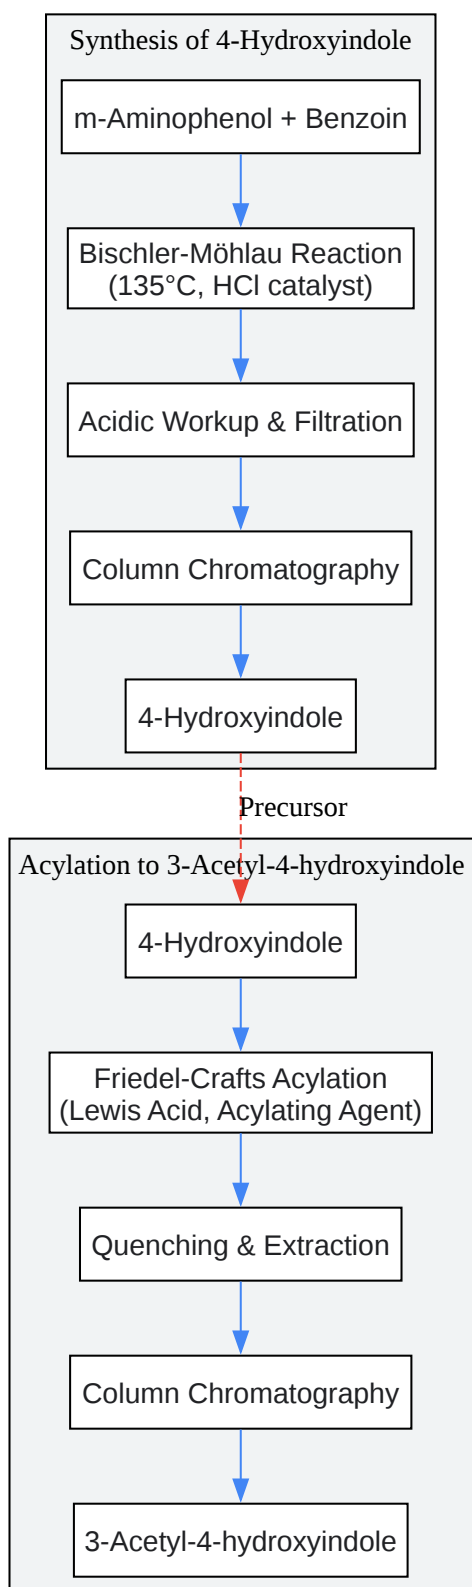 Synthesis of 4-Hydroxyindole
m-Aminophenol + Benzoin
Bischler-Möhlau Reaction
(135°C, HCl catalyst)
Acidic Workup & Filtration
Column Chromatography
4-Hydroxyindole
Precursor
Acylation to 3-Acetyl-4-hydroxyindole
4-Hydroxyindole
Friedel-Crafts Acylation
(Lewis Acid, Acylating Agent)
Quenching & Extraction
Column Chromatography
3-Acetyl-4-hydroxyindole